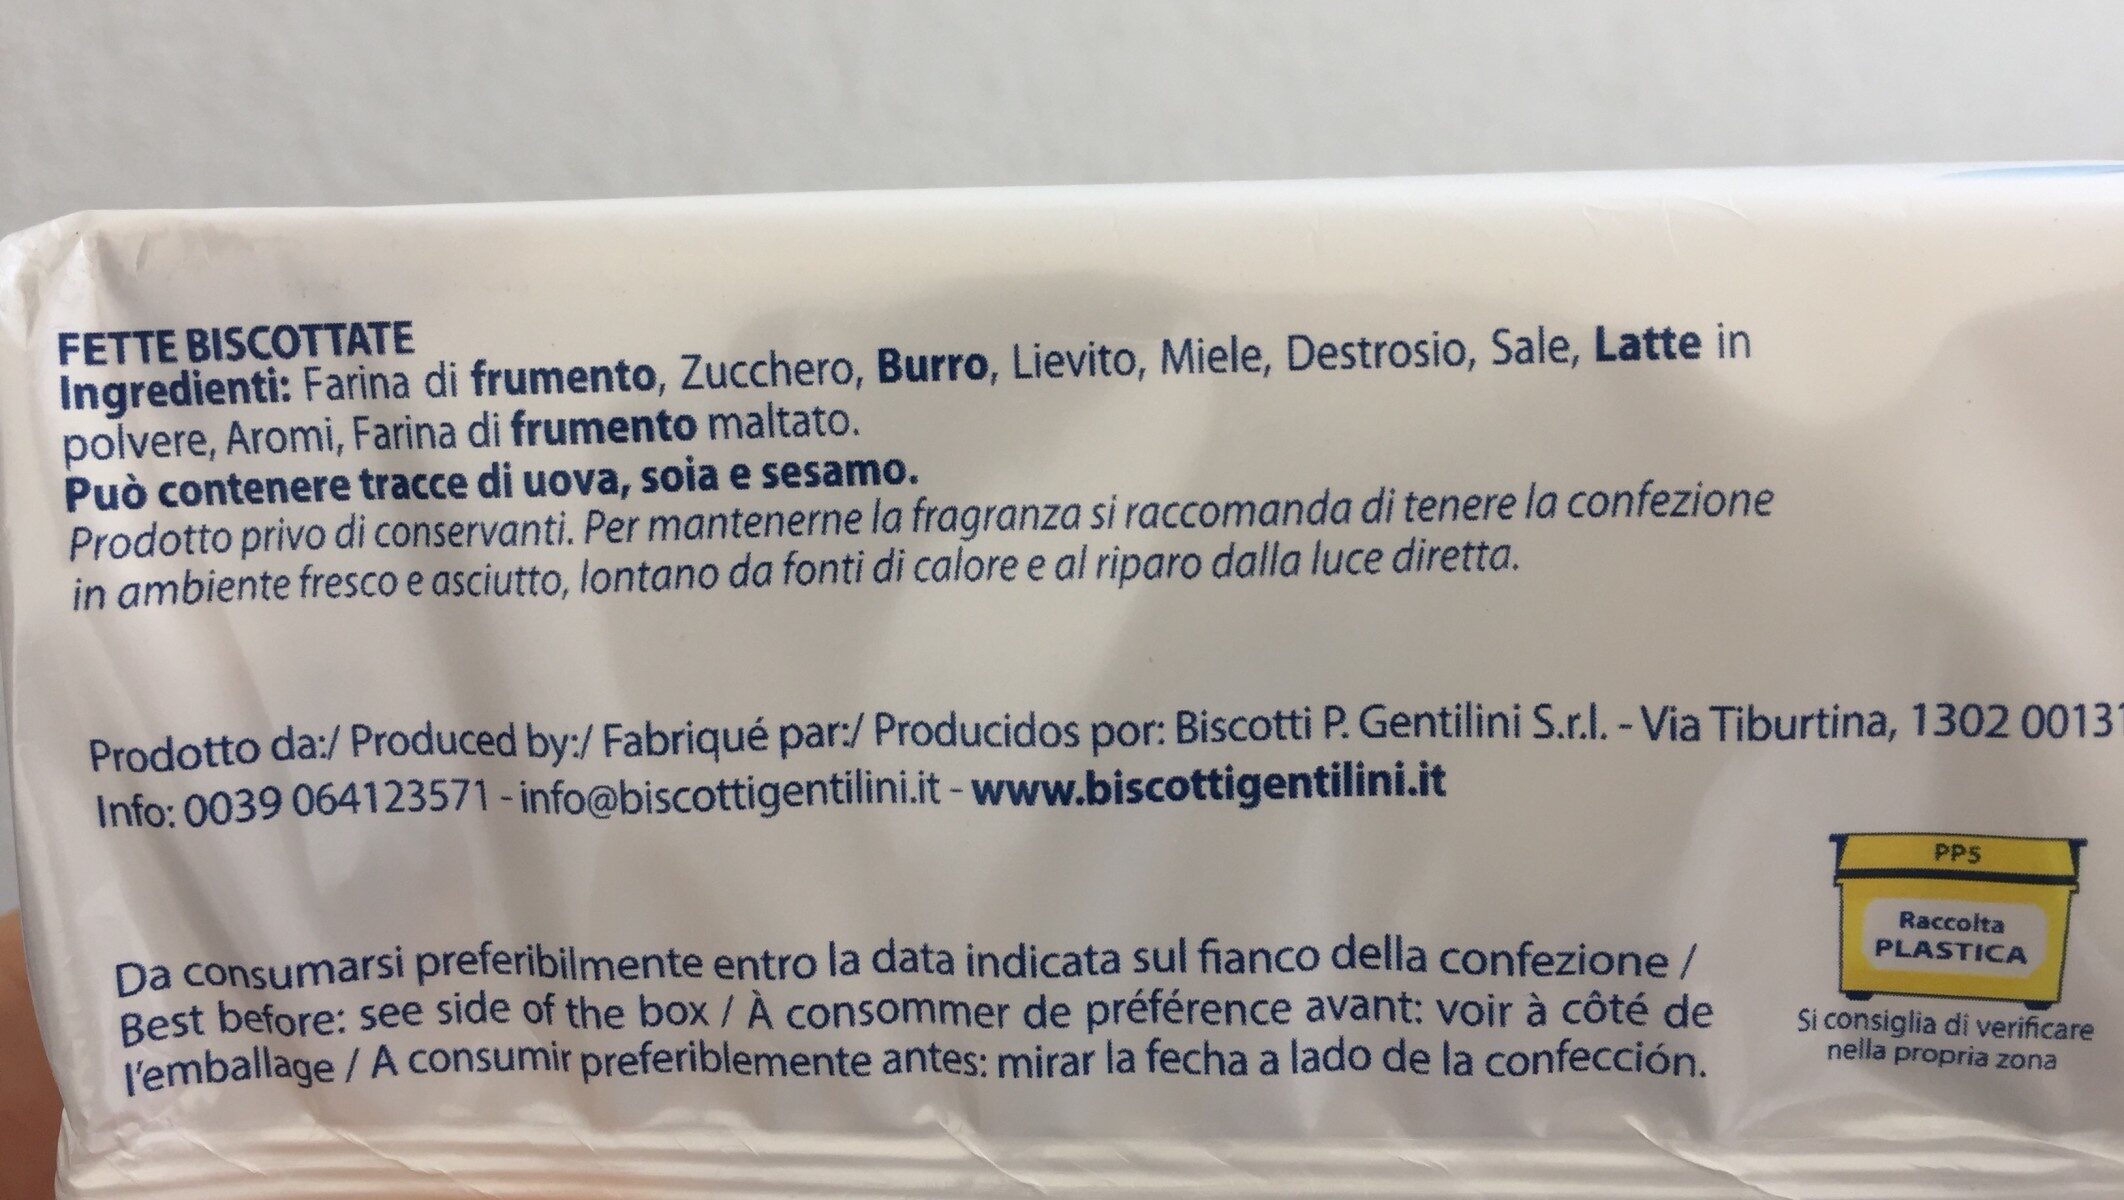 FETTE BISCOTTATE
Ingredienti: Farina di frumento, Zucchero, Burro, Lievito, Miele, Destrosio, Sale, Latte in
polvere, Aromi, Farina di frumento maltato.
Può contenere tracce di uova, soia e sesamo.
Prodotto privo di conservanti. Per mantenerne la fragranza si raccomanda di tenere la confezione
in ambiente fresco e asciutto, lontano da fonti di calore e al riparo dalla luce diretta.
Prodotto da:/ Produced by:/ Fabriqué par:/ Producidos por: Biscotti P. Gentilini S.r.l. - Via Tiburtina, 1302 00131
Info: 0039 064123571 - info@biscottigentilini.it - www.biscottigentilini.it
Da consumarsi preferibilmente entro la data indicata sul fianco della confezione /
Best before: see side of the box / À consommer de préférence avant: voir à côté de
l'emballage / A consumir preferiblemente antes: mirar la fecha a lado de la confección.
PP5
Raccolta
PLASTICA
Si consiglia di verificare
nella propria zona